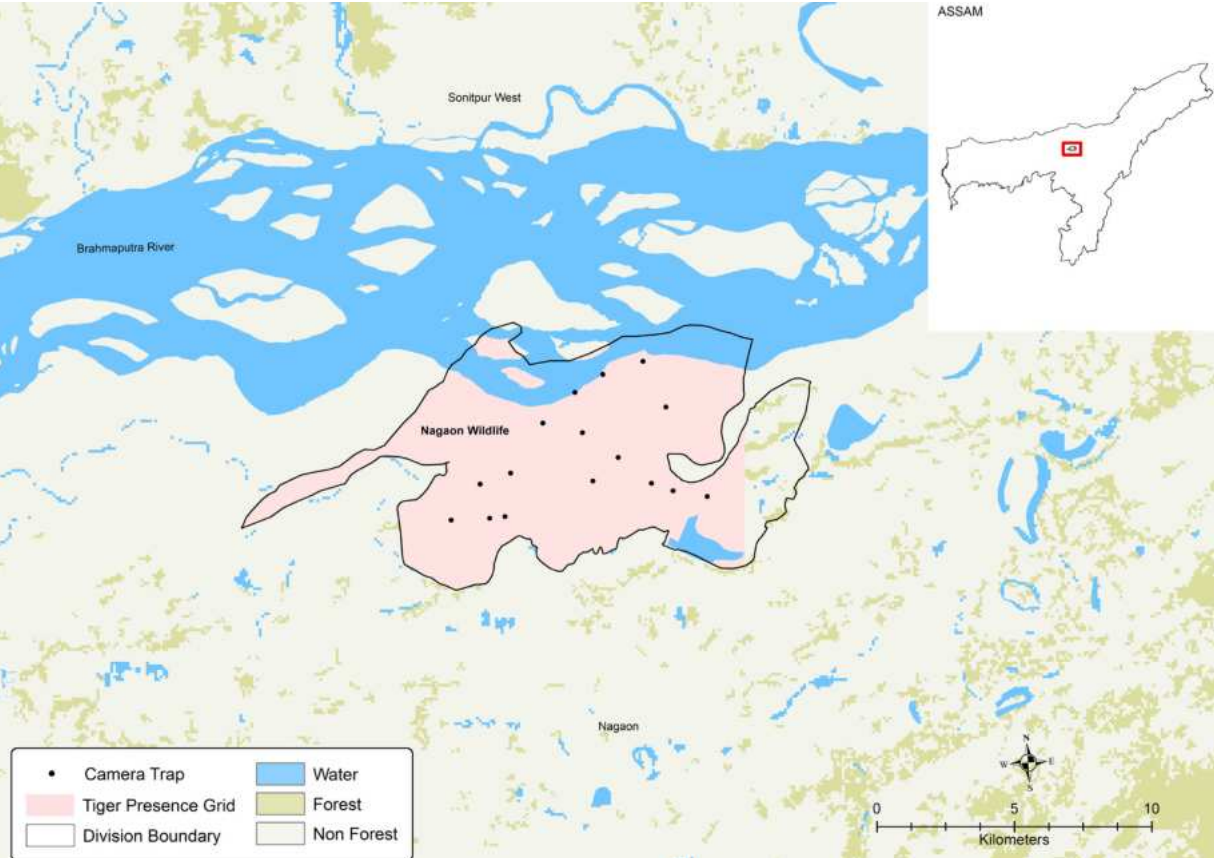 ASSAM
Sonitpur West
Brahmaputra River
Nagaon Wildlife
Nagaon
Camera Trap
Tiger Presence Grid
Division Boundary
Water
Forest
Non Forest
N
W
E
S
0 5 10
Kilometers